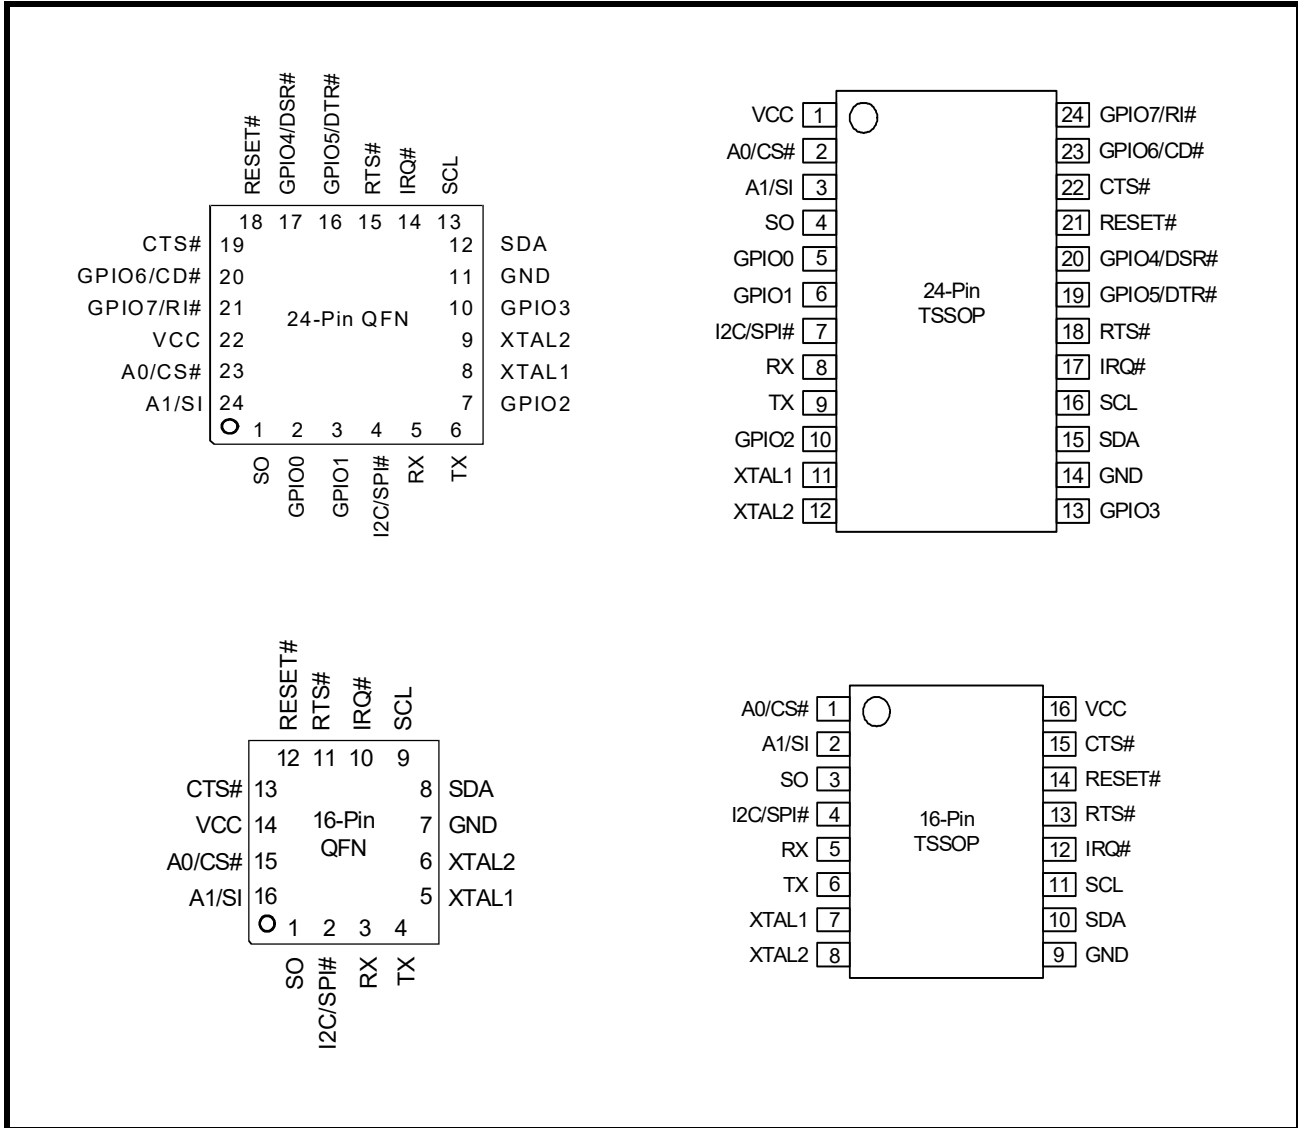 RESET#
GPIO4/DSR#
GPIO5/DTR#
RTS#
IRQ#
SCL
18 17 16 15 14 13
CTS# 19
GPIO6/CD# 20
GPIO7/RI# 21
VCC 22
A0/CS# 23
A1/SI 24
24-Pin QFN
12 SDA
11 GND
10 GPIO3
9 XTAL2
8 XTAL1
7 GPIO2
1 2 3 4 5 6
SO
GPIO0
GPIO1
I2C/SPI#
RX
TX
VCC 1
A0/CS# 2
A1/SI 3
SO 4
GPIO0 5
GPIO1 6
I2C/SPI# 7
RX 8
TX 9
GPIO2 10
XTAL1 11
XTAL2 12
24-Pin
TSSOP
24 GPIO7/RI#
23 GPIO6/CD#
22 CTS#
21 RESET#
20 GPIO4/DSR#
19 GPIO5/DTR#
18 RTS#
17 IRQ#
16 SCL
15 SDA
14 GND
13 GPIO3
RESET#
RTS#
IRQ#
SCL
12 11 10 9
CTS# 13
VCC 14
A0/CS# 15
A1/SI 16
16-Pin
QFN
8 SDA
7 GND
6 XTAL2
5 XTAL1
1 2 3 4
SO
I2C/SPI#
RX
TX
A0/CS# 1
A1/SI 2
SO 3
I2C/SPI# 4
RX 5
TX 6
XTAL1 7
XTAL2 8
16-Pin
TSSOP
16 VCC
15 CTS#
14 RESET#
13 RTS#
12 IRQ#
11 SCL
10 SDA
9 GND